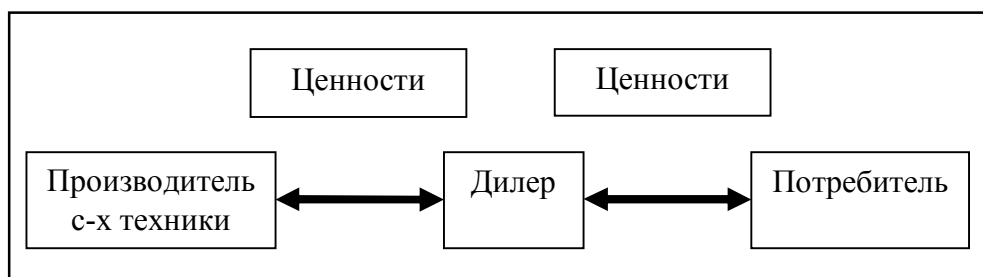 Ценности
Ценности
Производитель
с-х техники
Дилер
Потребитель